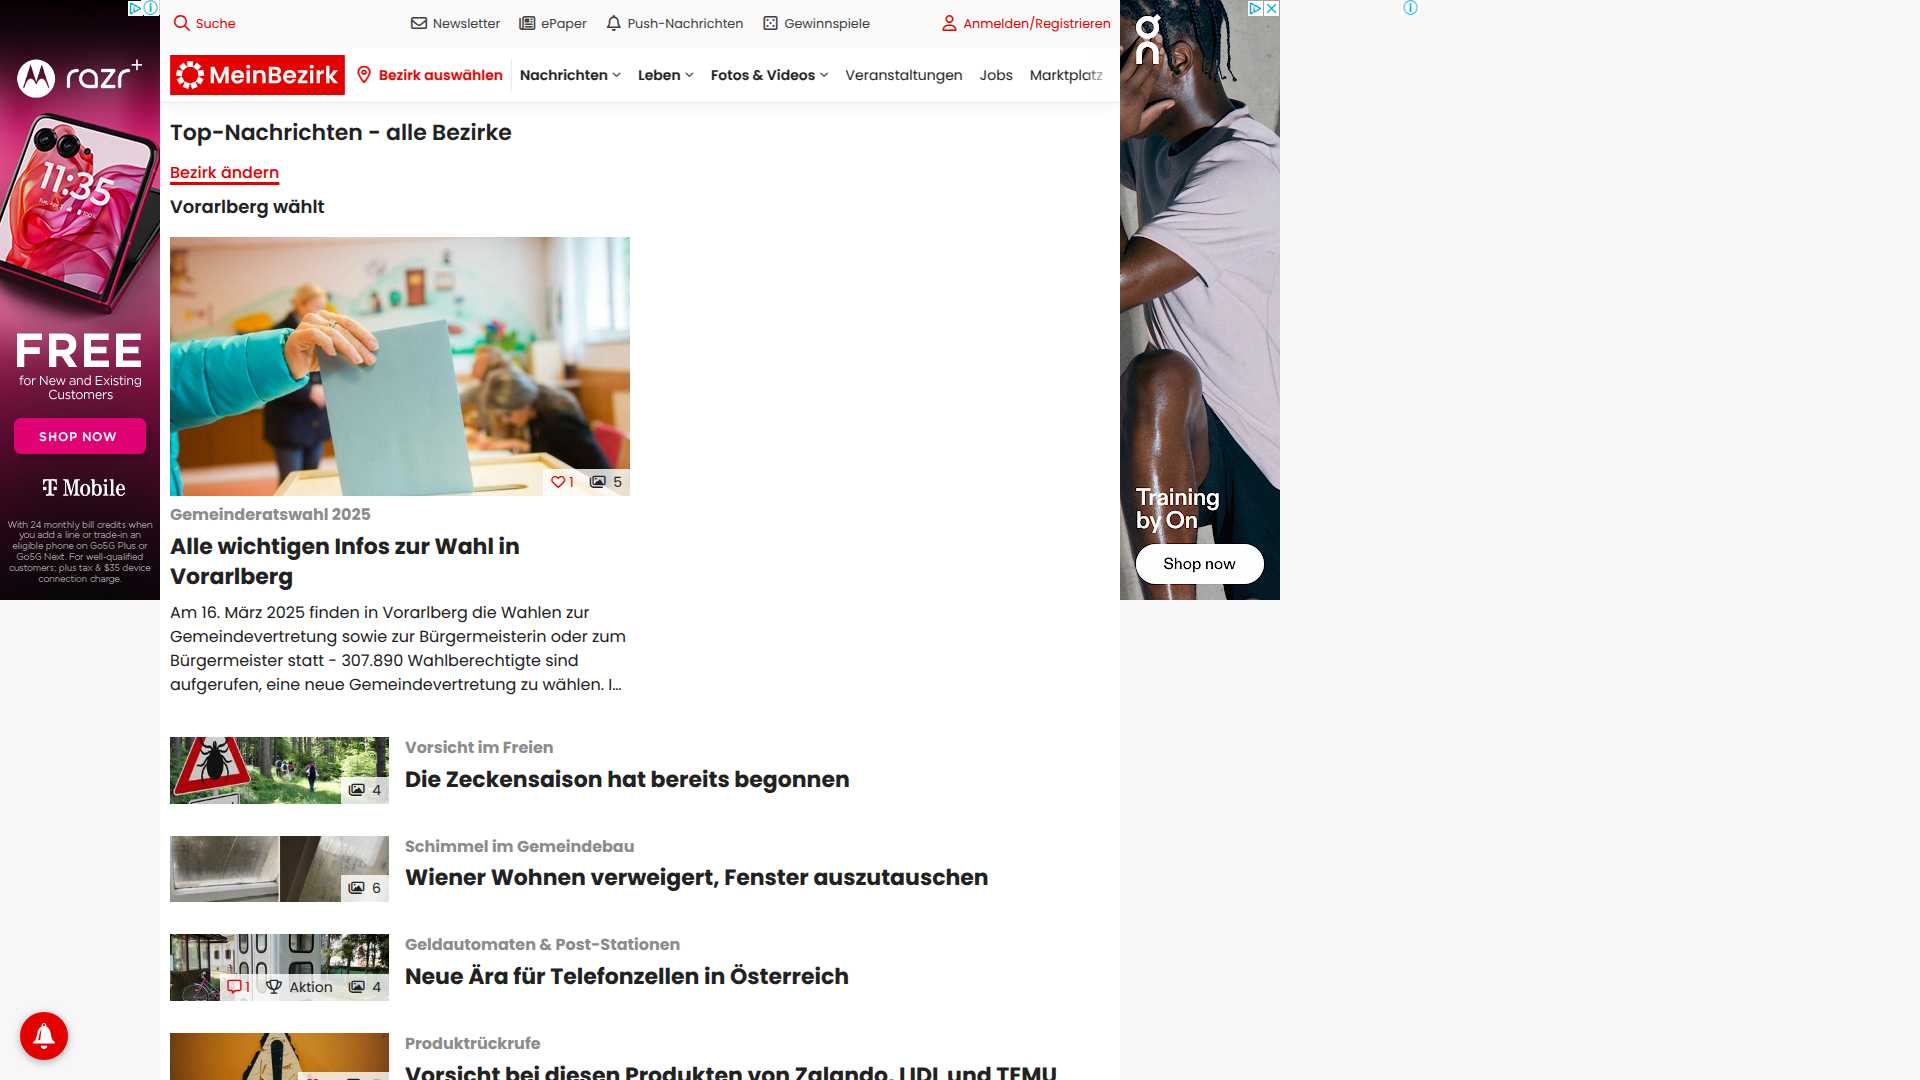 Suche
Newsletter
ePaper
Push-Nachrichten
Gewinnspiele
Anmelden/Registrieren
MeinBezirk
Bezirk auswählen
Nachrichten
Leben
Fotos & Videos
Veranstaltungen
Jobs
Marktplatz
razr+
11:35
FREE
for New and Existing
Customers
SHOP NOW
T Mobile
With 24 monthly bill credits when
you add a line or trade-in an
eligible phone on Go5G Plus or
Go5G Next. For well-qualified
customers; plus tax & $35 device
connection charge.
Top-Nachrichten - alle Bezirke
Bezirk ändern
Vorarlberg wählt
1
5
Gemeinderatswahl 2025
Alle wichtigen Infos zur Wahl in
Vorarlberg
Am 16. März 2025 finden in Vorarlberg die Wahlen zur
Gemeindevertretung sowie zur Bürgermeisterin oder zum
Bürgermeister statt - 307.890 Wahlberechtigte sind
aufgerufen, eine neue Gemeindevertretung zu wählen. I...
4
Vorsicht im Freien
Die Zeckensaison hat bereits begonnen
6
Schimmel im Gemeindebau
Wiener Wohnen verweigert, Fenster auszutauschen
1
Aktion
4
Geldautomaten & Post-Stationen
Neue Ära für Telefonzellen in Österreich
Produktrückrufe
Vorsicht bei diesen Produkten von Zalando, LIDL und TEMU
on
Training
by On
Shop now